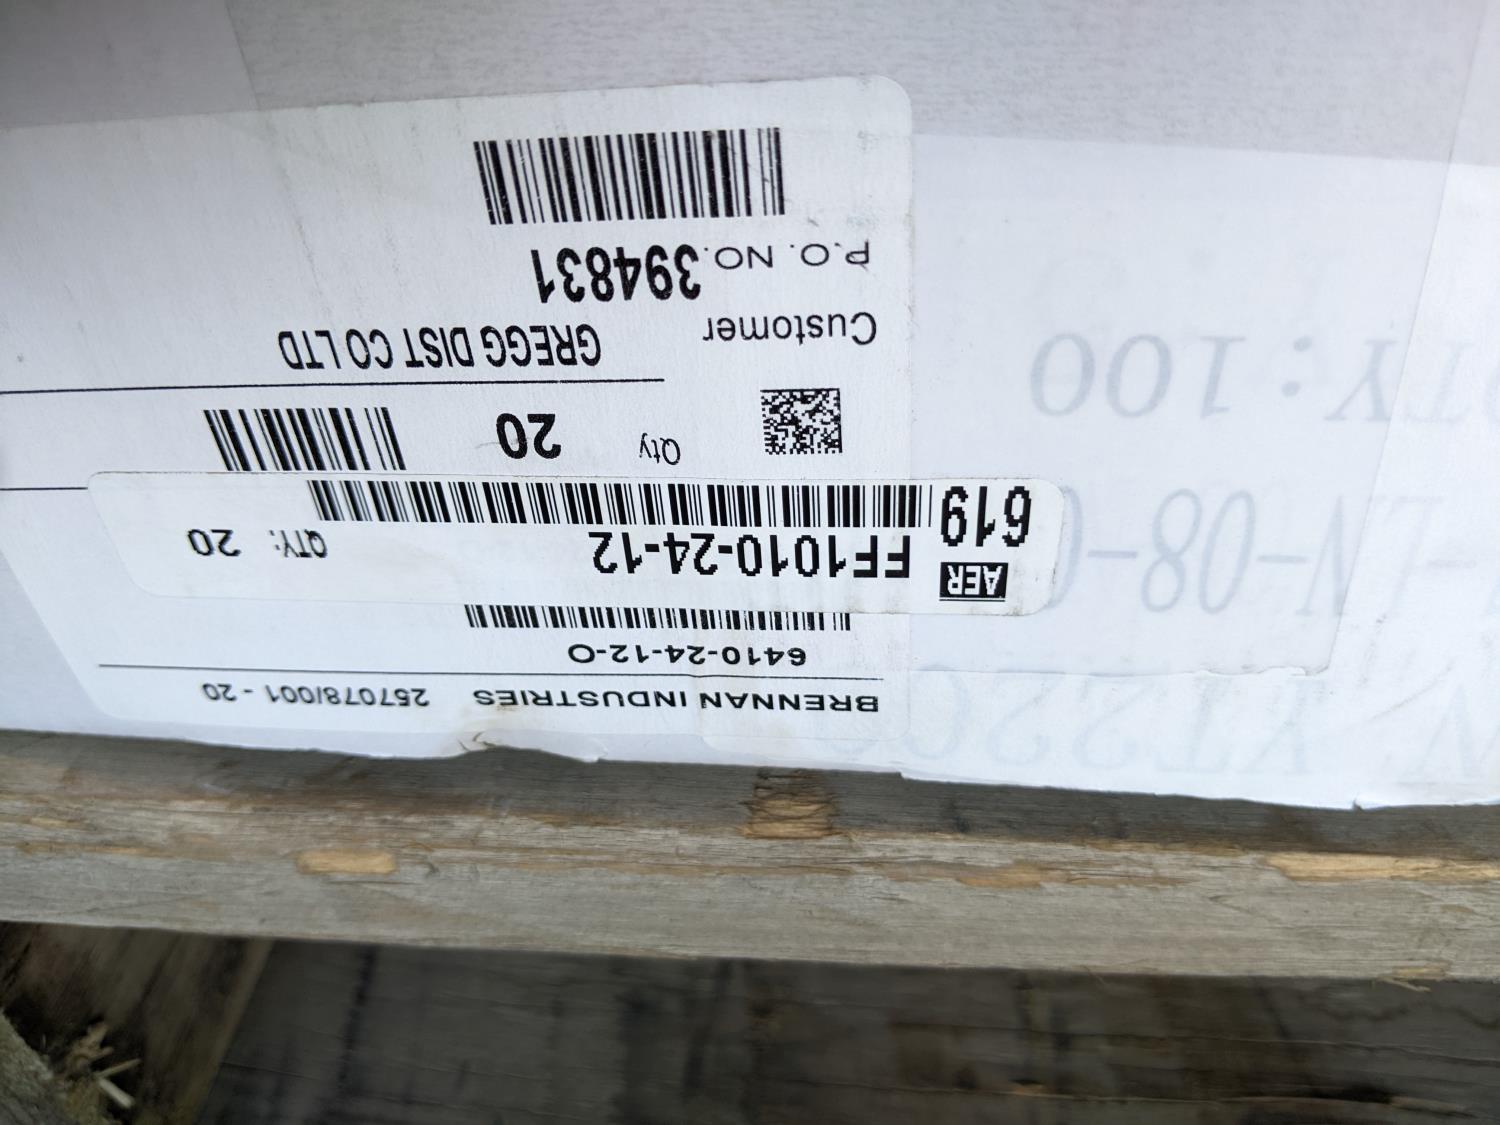 BRENNAN INDUSTRIES 257078/001 - 20
6410-24-12-O
AER FF1010-24-12 QTY: 20
619
Qty 20
Customer GREGG DIST CO LTD
P.O. NO. 394831
TY:100